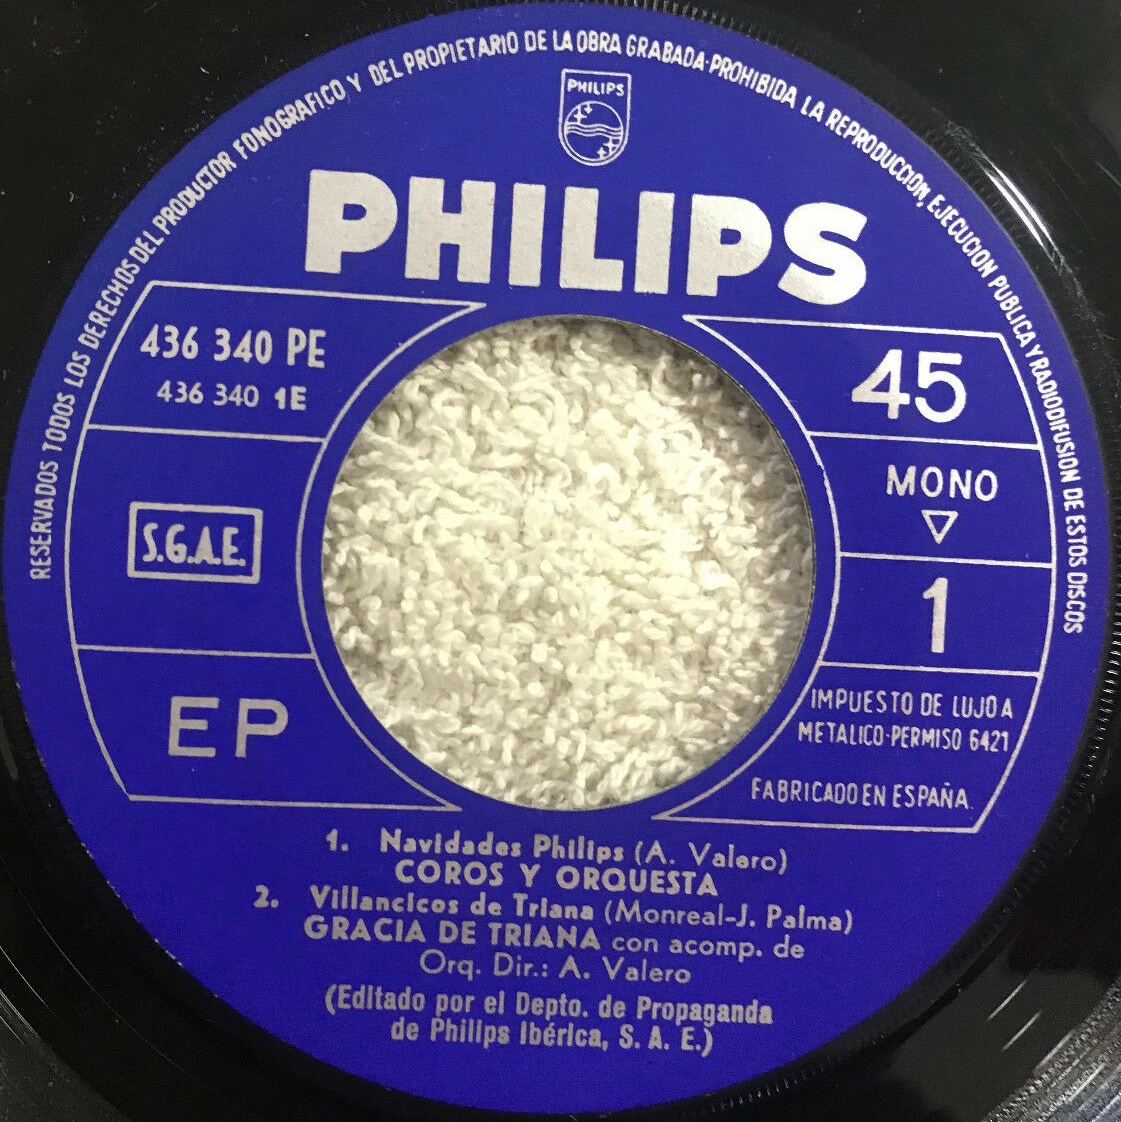 RESERVADOS TODOS LOS DERECHOS DEL PRODUCTOR FONOGRAFICO Y DEL PROPIETARIO DE LA OBRA GRABADA·PROHIBIDA LA REPRODUCCION, EJECUCION PUBLICA Y RADIODIFUSION DE ESTOS DISCOS
PHILIPS
PHILIPS
436 340 PE
436 340 1E
S.G.A.E.
EP
45
MONO
1
IMPUESTO DE LUJO A
METALICO-PERMISO 6421
FABRICADO EN ESPAÑA.
1. Navidades Philips (A. Valero)
COROS Y ORQUESTA
2. Villancicos de Triana (Monreal-J. Palma)
GRACIA DE TRIANA con acomp. de
Orq. Dir.: A. Valero
(Editado por el Depto. de Propaganda
de Philips Ibérica, S. A. E.)